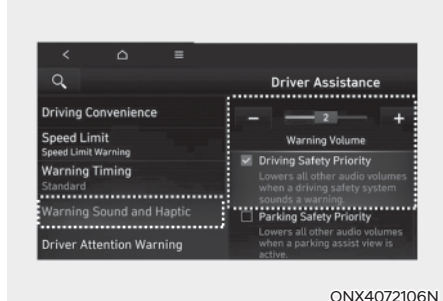 Driver Assistance
Driving Convenience
Speed Limit
Speed Limit Warning
Warning Timing
Standard
Warning Sound and Haptic
Driver Attention Warning
− 2 +
Warning Volume
Driving Safety Priority
Lowers all other audio volumes
when a driving safety system
sounds a warning.
Parking Safety Priority
Lowers all other audio volumes
when a parking assist view is
active.
ONX4072106N